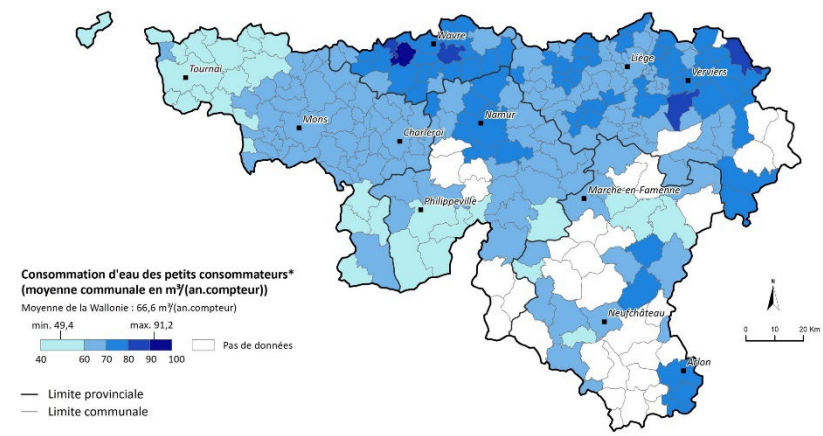 Wavre
Liège
Tournai
Verviers
Mons
Namur
Charleroi
Marche-en-Famenne
Philippeville
Consommation d'eau des petits consommateurs*
(moyenne communale en m³/(an.compteur))
Moyenne de la Wallonie : 66,6 m³/(an.compteur)
min. 49,4 max. 91,2
Pas de données
40 60 70 80 90 100
Neufchâteau
N
0 10 20 Km
Arlon
Limite provinciale
Limite communale